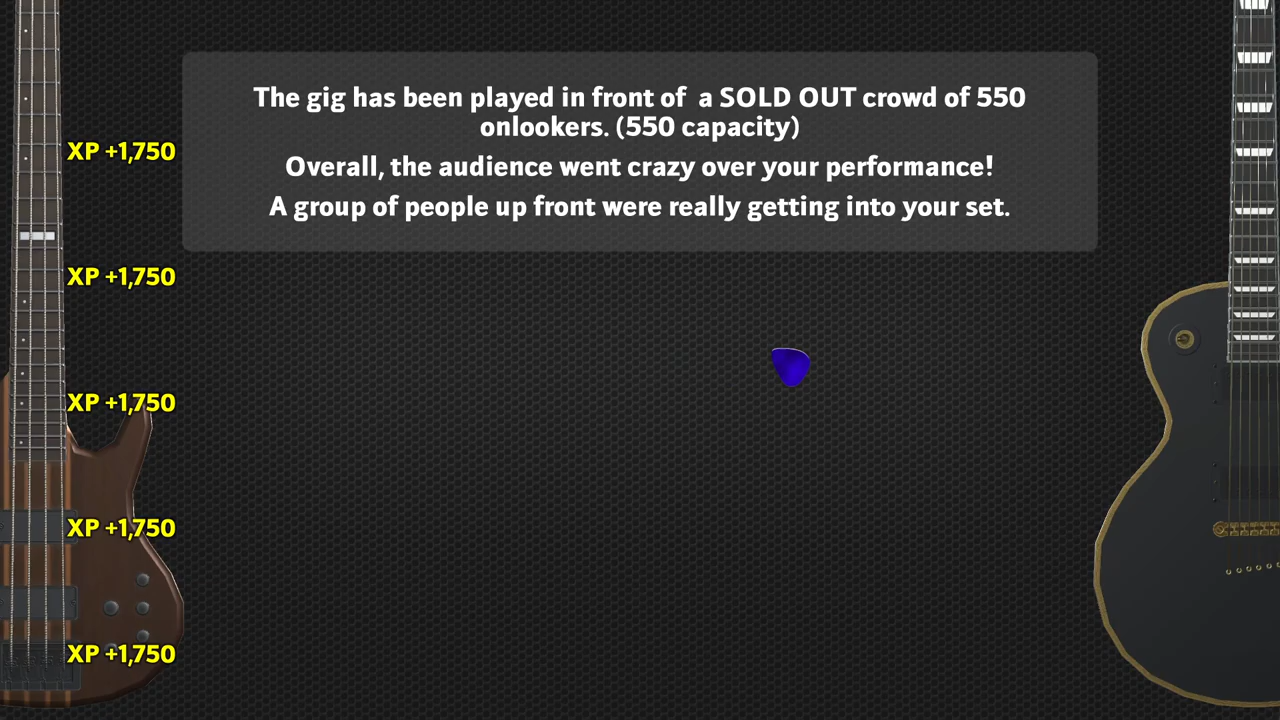 The gig has been played in front of  a SOLD OUT crowd of 550
onlookers. (550 capacity)
Overall, the audience went crazy over your performance!
A group of people up front were really getting into your set.
XP +1,750
XP +1,750
XP +1,750
XP +1,750
XP +1,750